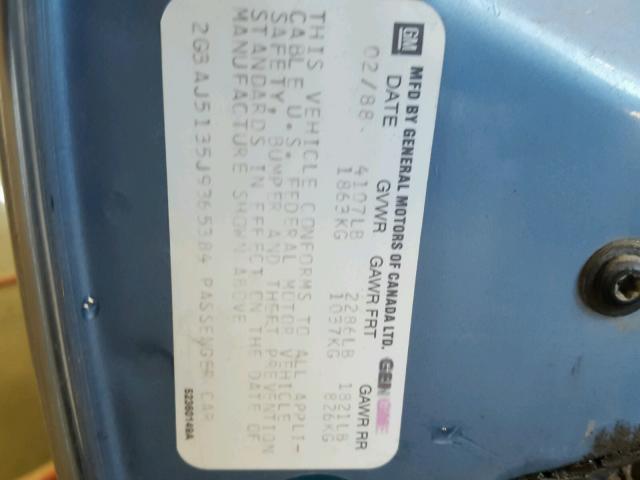 GM MFD BY GENERAL MOTORS OF CANADA LTD.
DATE GVWR GAWR FRT GAWR RR
02/88 4107LB 2286LB 1821LB
1863KG 1037KG 826KG
THIS VEHICLE CONFORMS TO ALL APPLI-
CABLE U.S. FEDERAL MOTOR VEHICLE
SAFETY, BUMPER AND THEFT PREVENTION
STANDARDS IN EFFECT ON THE DATE OF
MANUFACTURE SHOWN ABOVE
2G3AJ5135J9365384 PASSENGER CAR
52360149A